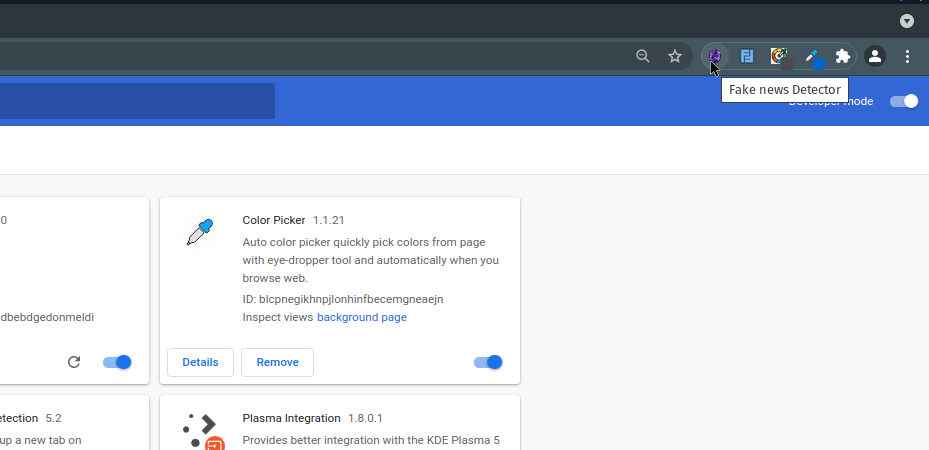 Fake news Detector
Developer mode
0
Color Picker 1.1.21
Auto color picker quickly pick colors from page
with eye-dropper tool and automatically when you
browse web.
ID: blcpnegikhnpjlonhinfbecemgneaejn
dbebdgedonmeldi
Inspect views background page
Details
Remove
etection 5.2
Plasma Integration 1.8.0.1
up a new tab on
Provides better integration with the KDE Plasma 5